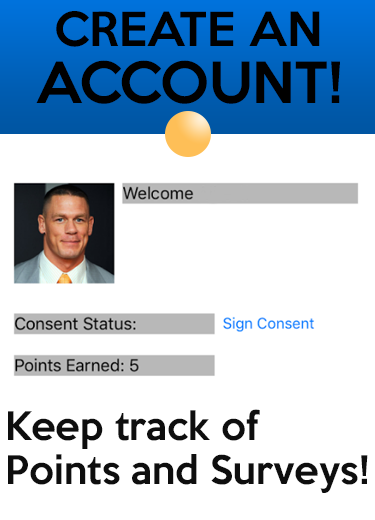 CREATE AN
ACCOUNT!
Welcome
Consent Status: Sign Consent
Points Earned: 5
Keep track of
Points and Surveys!